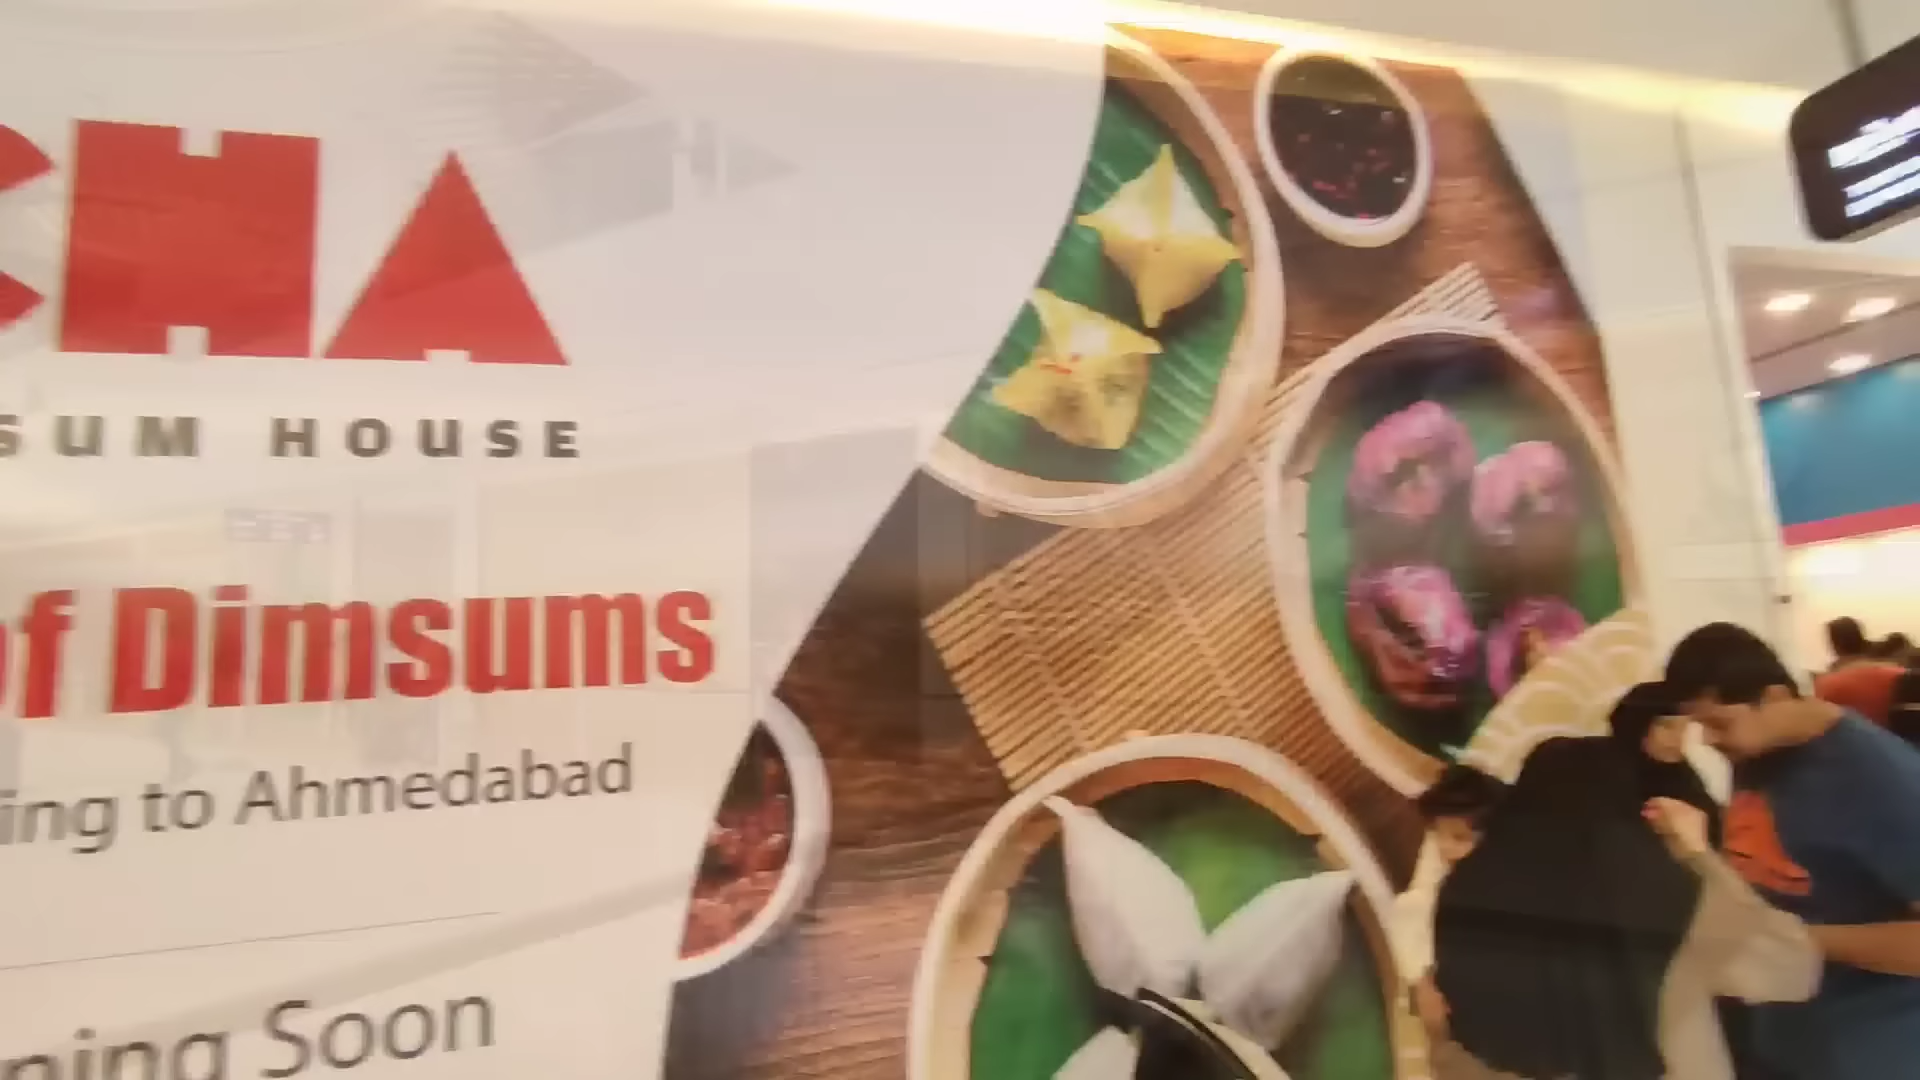 CHA
SUM HOUSE
of Dimsums
ing to Ahmedabad
ning Soon